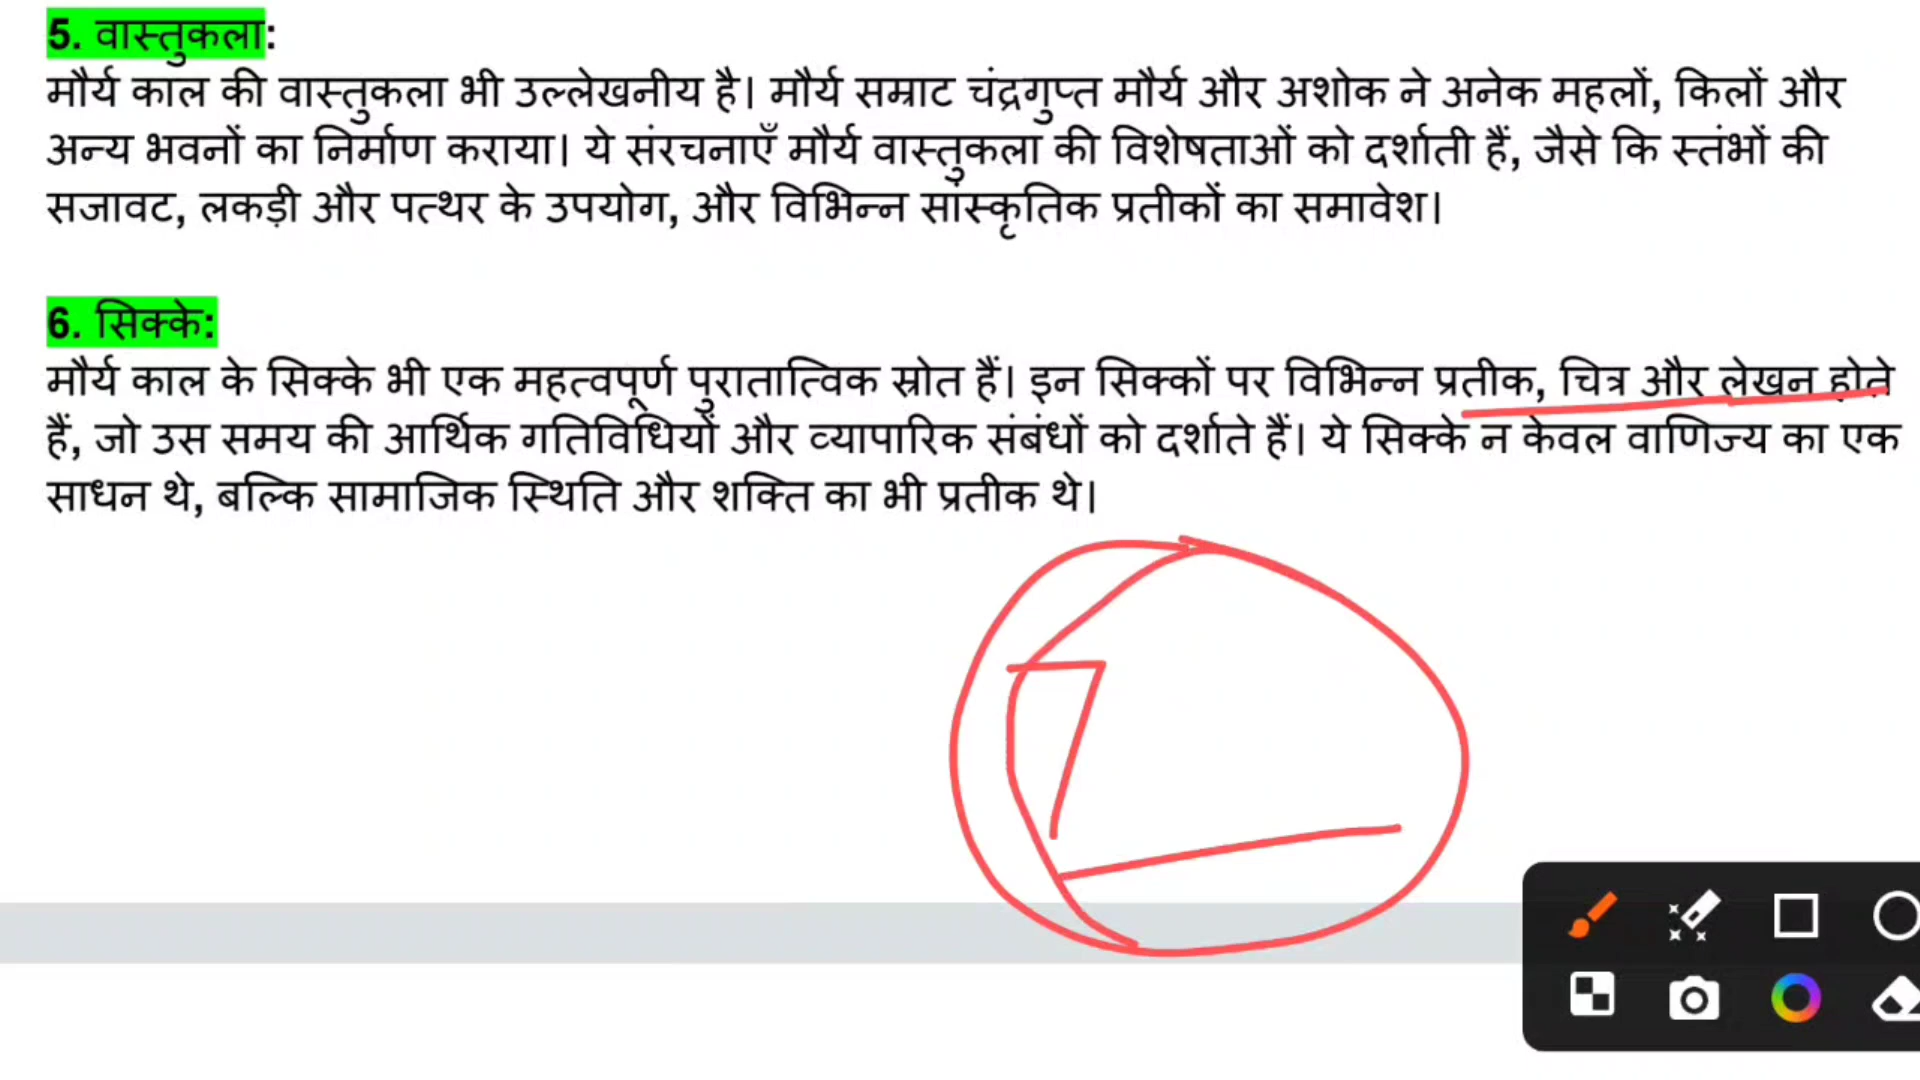 5. वास्तुकला:
मौर्य काल की वास्तुकला भी उल्लेखनीय है। मौर्य सम्राट चंद्रगुप्त मौर्य और अशोक ने अनेक महलों, किलों और
अन्य भवनों का निर्माण कराया। ये संरचनाएँ मौर्य वास्तुकला की विशेषताओं को दर्शाती हैं, जैसे कि स्तंभों की
सजावट, लकड़ी और पत्थर के उपयोग, और विभिन्न सांस्कृतिक प्रतीकों का समावेश।
6. सिक्के:
मौर्य काल के सिक्के भी एक महत्वपूर्ण पुरातात्विक स्रोत हैं। इन सिक्कों पर विभिन्न प्रतीक, चित्र और लेखन होते
हैं, जो उस समय की आर्थिक गतिविधियों और व्यापारिक संबंधों को दर्शाते हैं। ये सिक्के न केवल वाणिज्य का एक
साधन थे, बल्कि सामाजिक स्थिति और शक्ति का भी प्रतीक थे।